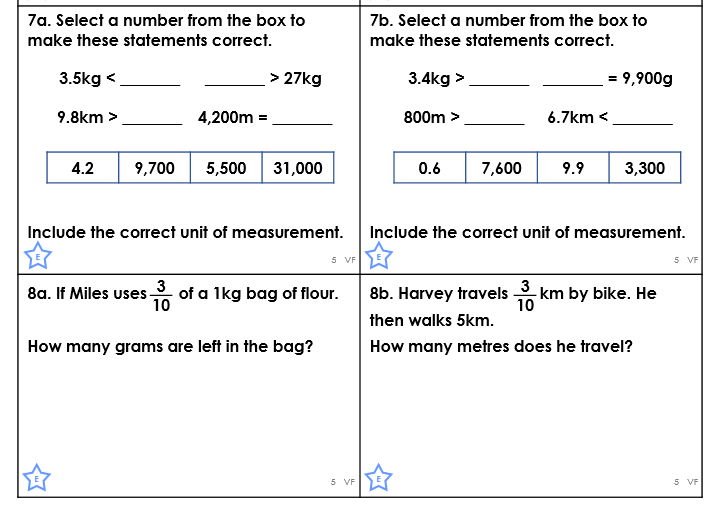 7a. Select a number from the box to
make these statements correct.
3.5kg < _______ _______ > 27kg
9.8km > _______ 4,200m = _______
4.2 9,700 5,500 31,000
Include the correct unit of measurement.
E
5 VF
7b. Select a number from the box to
make these statements correct.
3.4kg > _______ _______ = 9,900g
800m > _______ 6.7km < _______
0.6 7,600 9.9 3,300
Include the correct unit of measurement.
E
5 VF
8a. If Miles uses 3/10 of a 1kg bag of flour.
How many grams are left in the bag?
E
5 VF
8b. Harvey travels 3/10 km by bike. He
then walks 5km.
How many metres does he travel?
E
5 VF